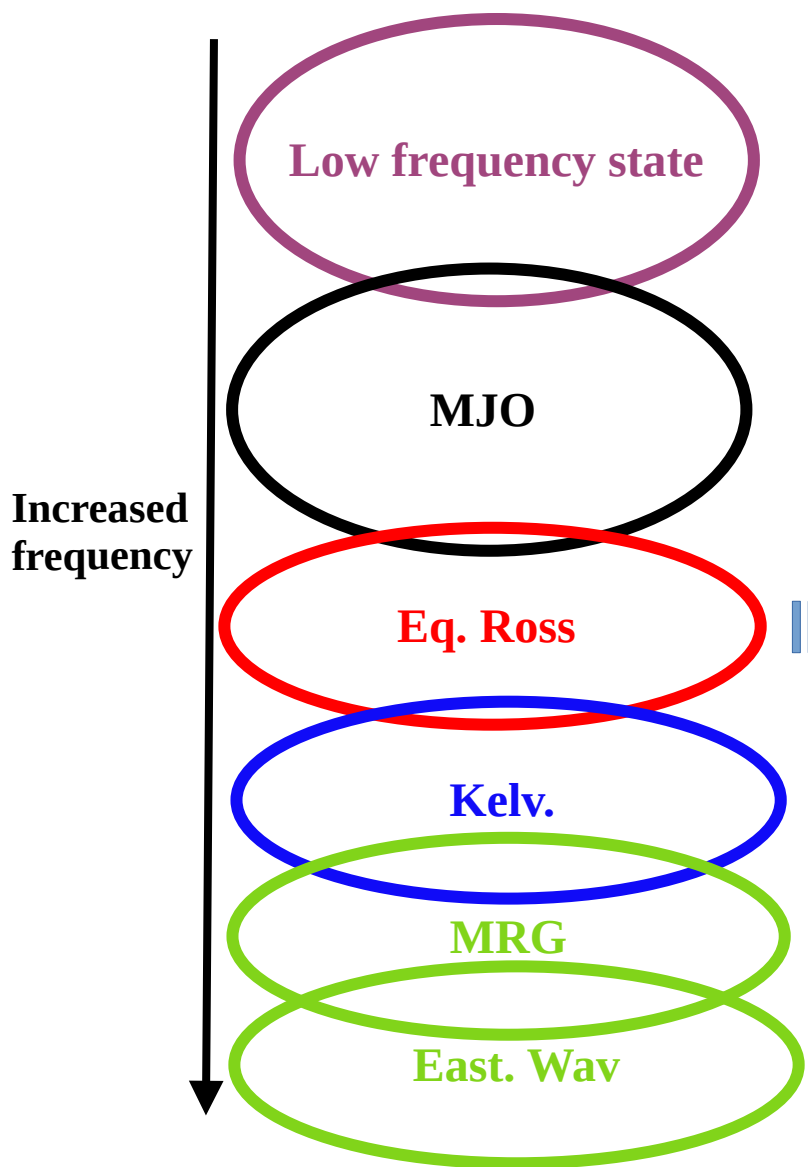 Low frequency state
MJO
Increased
frequency
Eq. Ross
Kelv.
MRG
East. Wav